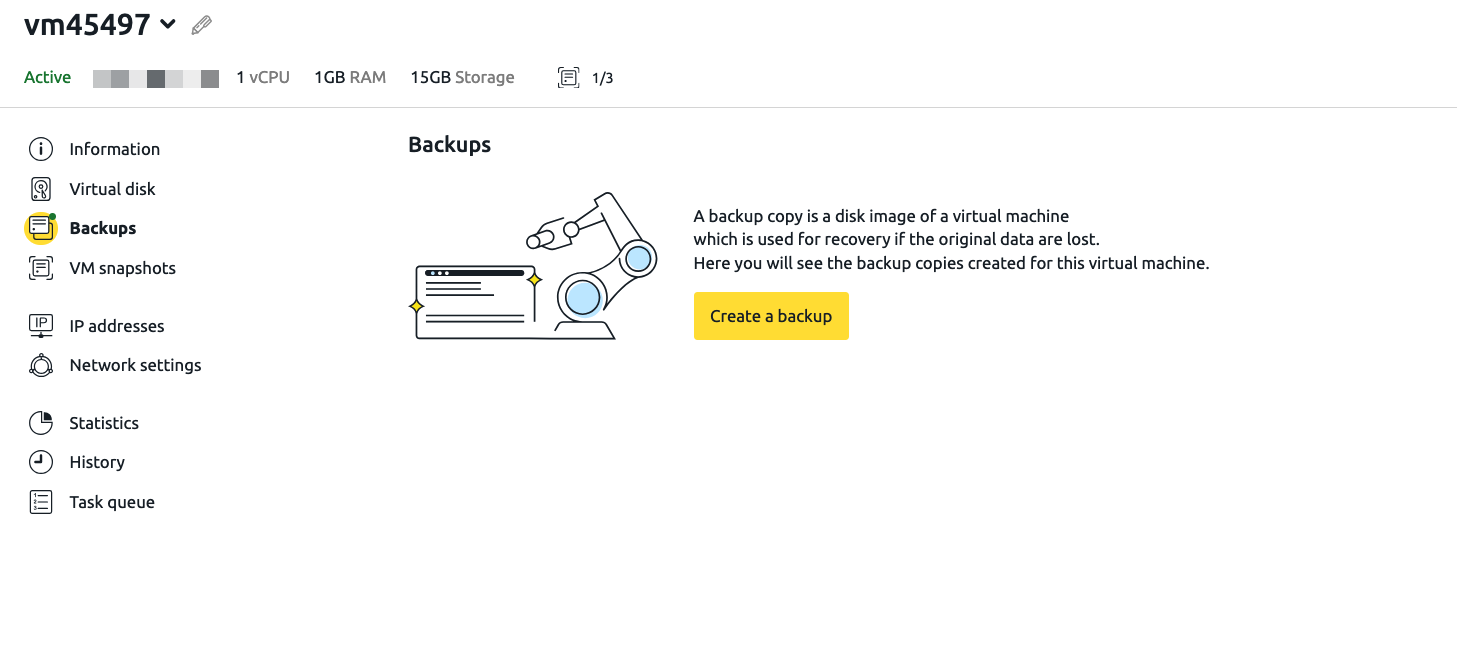 vm45497
Active 1 vCPU 1GB RAM 15GB Storage 1/3
Information
Virtual disk
Backups
VM snapshots
IP addresses
Network settings
Statistics
History
Task queue
Backups
A backup copy is a disk image of a virtual machine
which is used for recovery if the original data are lost.
Here you will see the backup copies created for this virtual machine.
Create a backup